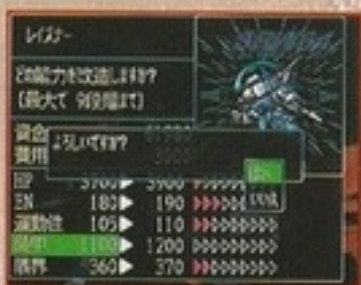 レイズナー
どの能力を改造しますか?
(最大で 9段階まで)
資金 61980
費用
よろしいですか?
はい
いいえ
HP 3700▶ 3900
EN 180▶ 190
運動性 105▶ 110
装甲 1100▶ 1200
限界 360▶ 370